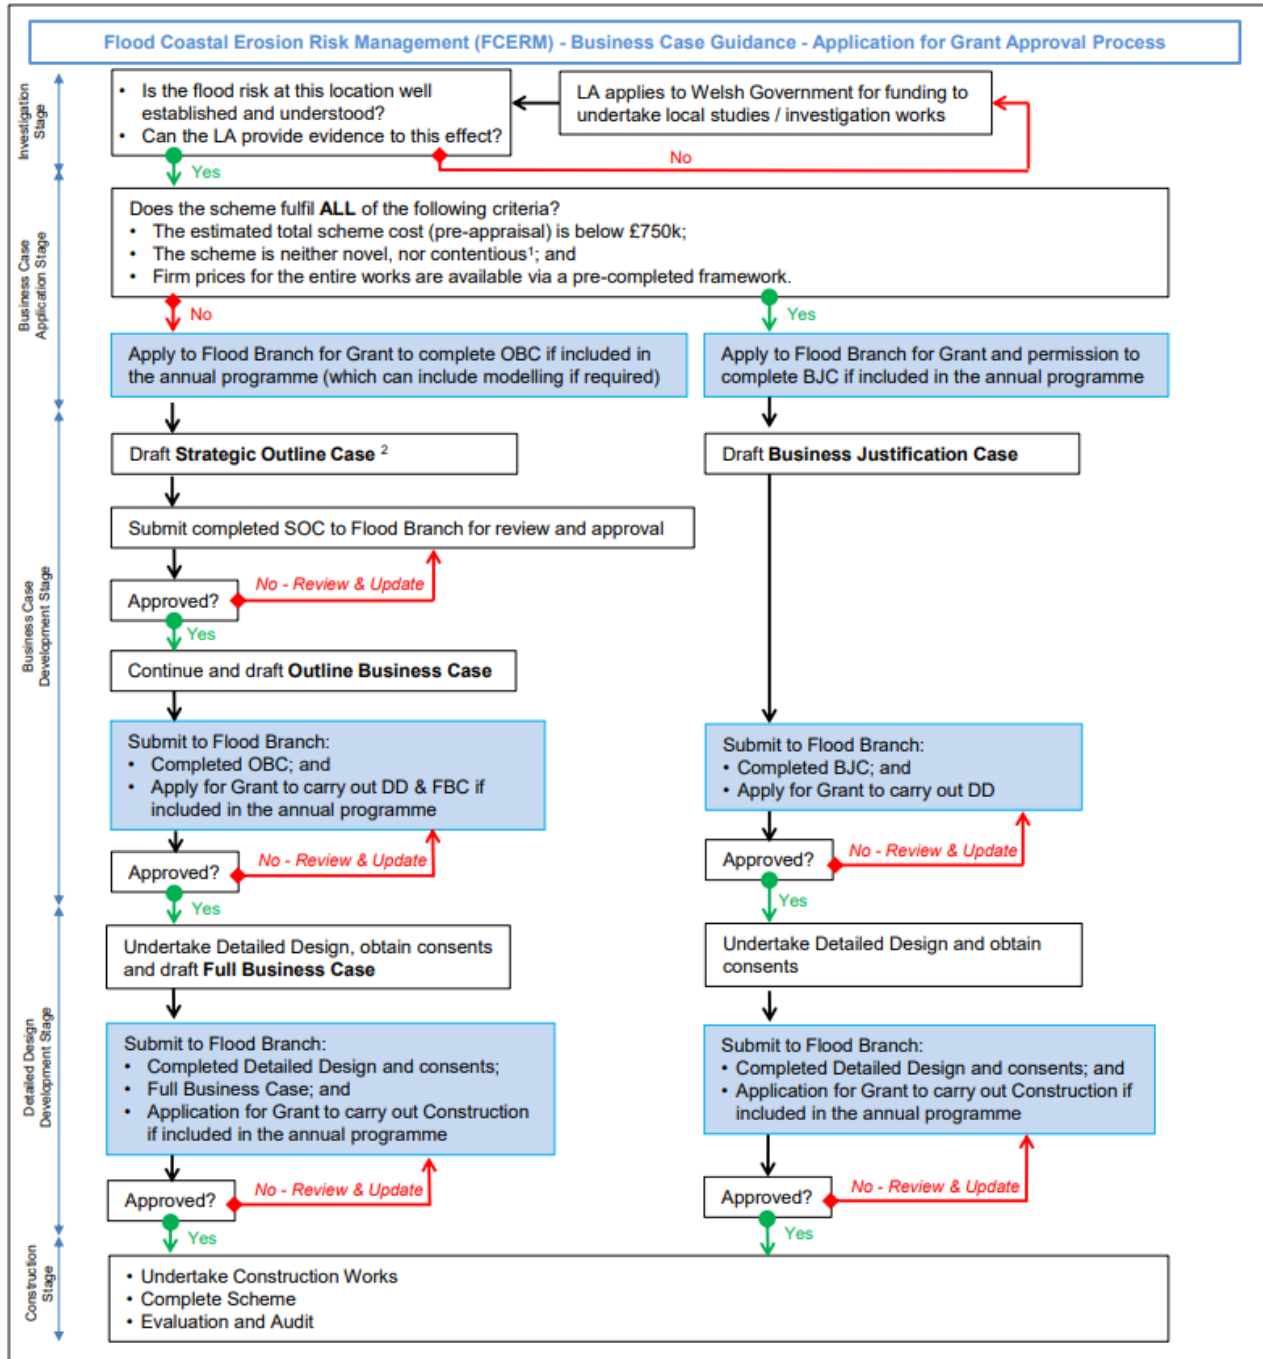 Flood Coastal Erosion Risk Management (FCERM) - Business Case Guidance - Application for Grant Approval Process
Investigation
Stage
• Is the flood risk at this location well
established and understood?
• Can the LA provide evidence to this effect?
LA applies to Welsh Government for funding to
undertake local studies / investigation works
No
Yes
Business Case
Application Stage
Does the scheme fulfil ALL of the following criteria?
• The estimated total scheme cost (pre-appraisal) is below £750k;
• The scheme is neither novel, nor contentious¹; and
• Firm prices for the entire works are available via a pre-completed framework.
No
Yes
Apply to Flood Branch for Grant to complete OBC if included in
the annual programme (which can include modelling if required)
Apply to Flood Branch for Grant and permission to
complete BJC if included in the annual programme
Business Case
Development Stage
Draft Strategic Outline Case ²
Draft Business Justification Case
Submit completed SOC to Flood Branch for review and approval
Approved?
No - Review & Update
Yes
Continue and draft Outline Business Case
Submit to Flood Branch:
• Completed OBC; and
• Apply for Grant to carry out DD & FBC if
included in the annual programme
Submit to Flood Branch:
• Completed BJC; and
• Apply for Grant to carry out DD
Approved?
No - Review & Update
Yes
Approved?
No - Review & Update
Yes
Detailed Design
Development Stage
Undertake Detailed Design, obtain consents
and draft Full Business Case
Undertake Detailed Design and obtain
consents
Submit to Flood Branch:
• Completed Detailed Design and consents;
• Full Business Case; and
• Application for Grant to carry out Construction
if included in the annual programme
Submit to Flood Branch:
• Completed Detailed Design and consents; and
• Application for Grant to carry out Construction if
included in the annual programme
Approved?
No - Review & Update
Yes
Approved?
No - Review & Update
Yes
Construction
Stage
• Undertake Construction Works
• Complete Scheme
• Evaluation and Audit